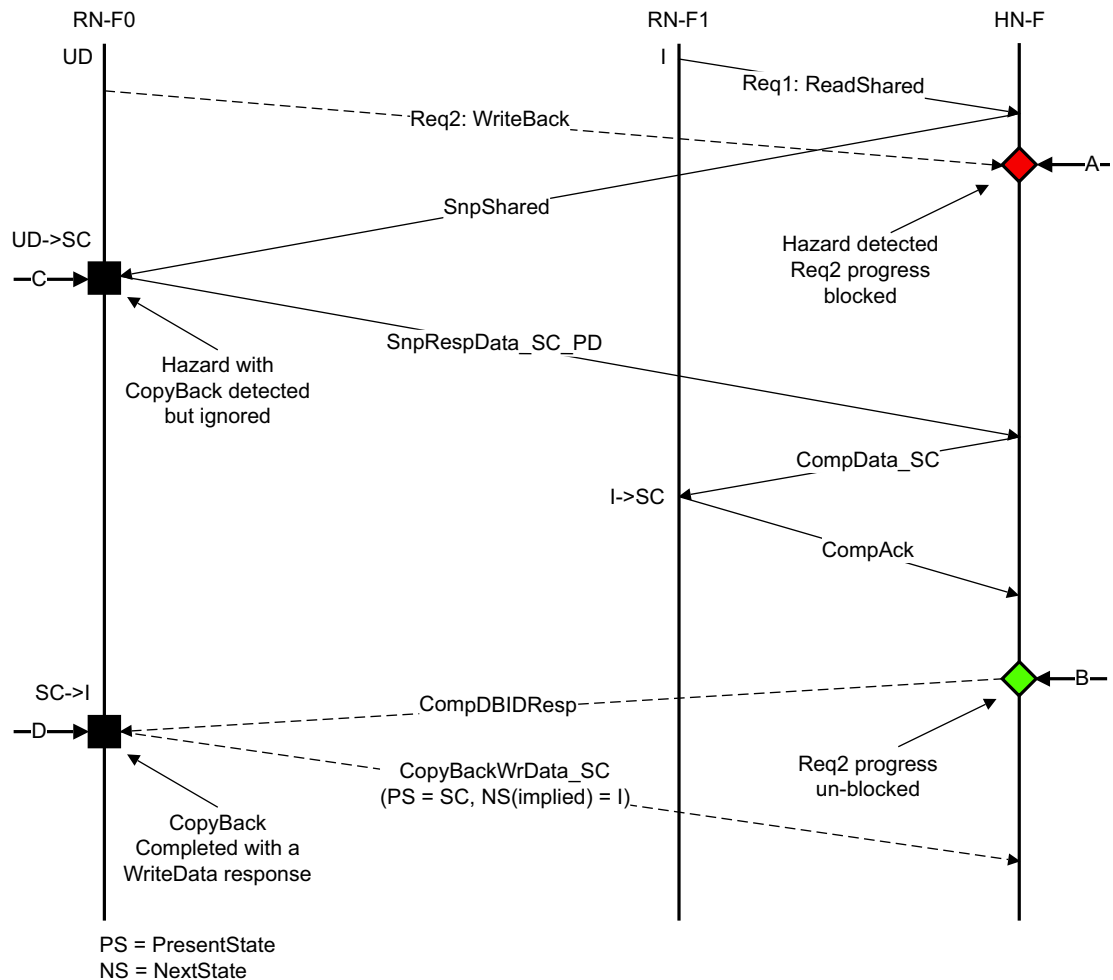 RN-F0
RN-F1
HN-F
UD
I
Req1: ReadShared
Req2: WriteBack
A
SnpShared
UD->SC
Hazard detected
Req2 progress
blocked
C
SnpRespData_SC_PD
Hazard with
CopyBack detected
but ignored
CompData_SC
I->SC
CompAck
B
SC->I
CompDBIDResp
D
CopyBackWrData_SC
(PS = SC, NS(implied) = I)
Req2 progress
un-blocked
CopyBack
Completed with a
WriteData response
PS = PresentState
NS = NextState